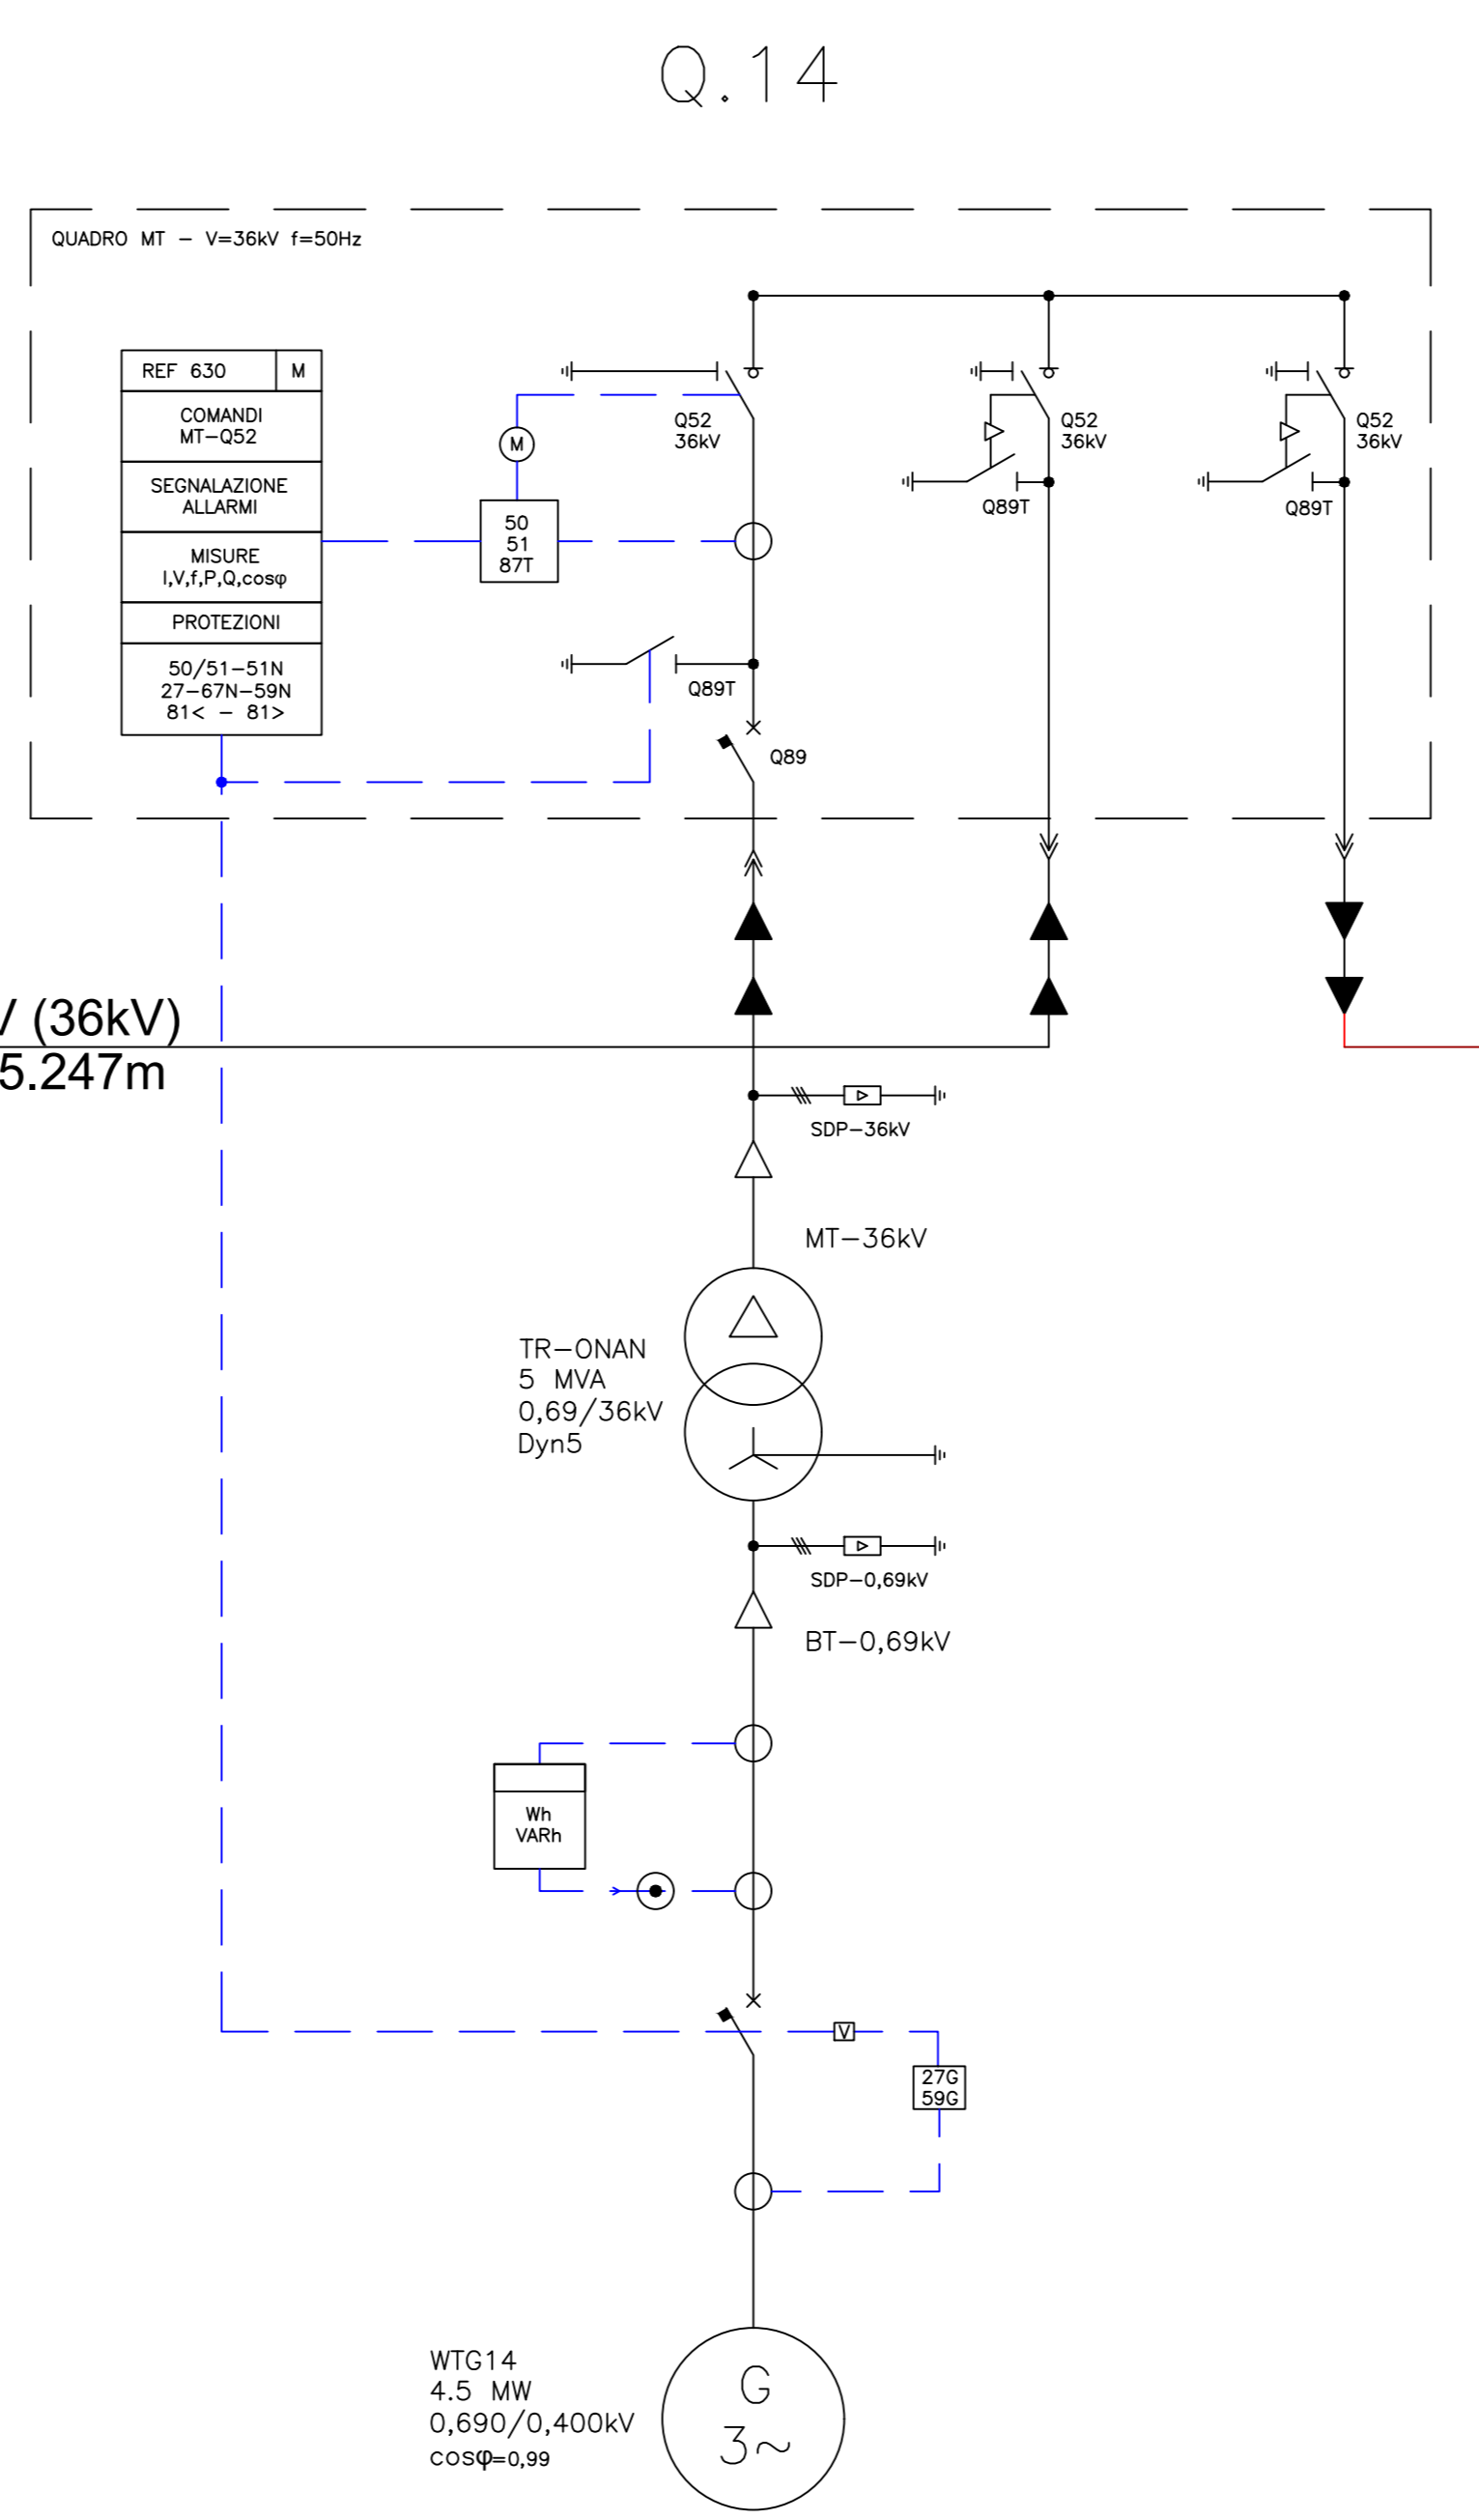 Q.14
QUADRO MT - V=36kV f=50Hz
REF 630 M
COMANDI
MT-Q52
SEGNALAZIONE
ALLARMI
MISURE
I,V,f,P,Q,cosφ
PROTEZIONI
50/51-51N
27-67N-59N
81< - 81>
M
50
51
87T
Q52
36kV
Q89T
Q89
Q52
36kV
Q89T
Q52
36kV
Q89T
V (36kV)
5.247m
SDP-36kV
MT-36kV
TR-ONAN
5 MVA
0,69/36kV
Dyn5
SDP-0,69kV
BT-0,69kV
Wh
VARh
V
27G
59G
WTG14
4.5 MW
0,690/0,400kV
cosφ=0,99
G
3~